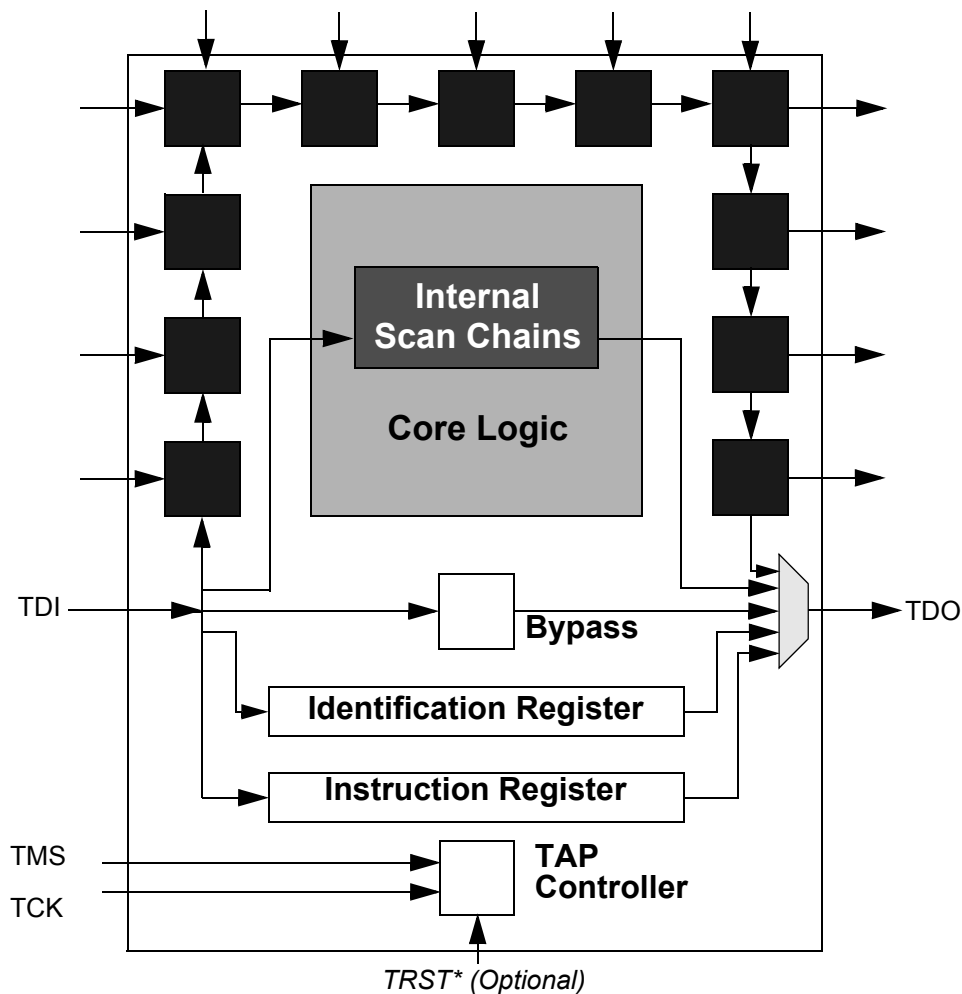 Internal
Scan Chains
Core Logic
TDI
Bypass
TDO
Identification Register
Instruction Register
TMS
TCK
TAP
Controller
TRST* (Optional)